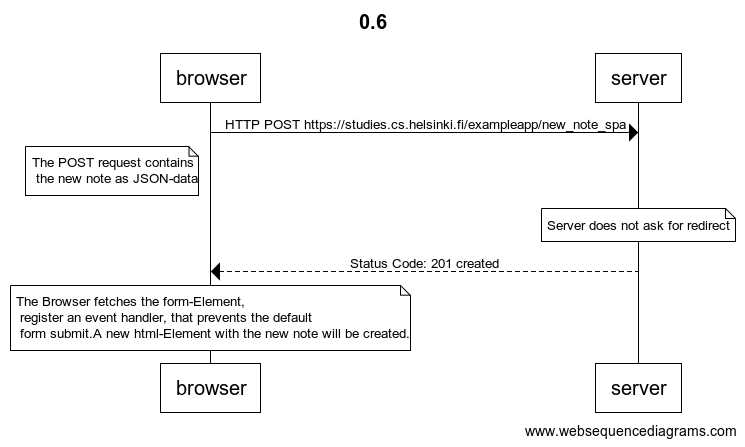 0.6
browser
server
HTTP POST https://studies.cs.helsinki.fi/exampleapp/new_note_spa
The POST request contains
the new note as JSON-data
Server does not ask for redirect
Status Code: 201 created
The Browser fetches the form-Element,
register an event handler, that prevents the default
form submit.A new html-Element with the new note will be created.
browser
server
www.websequencediagrams.com